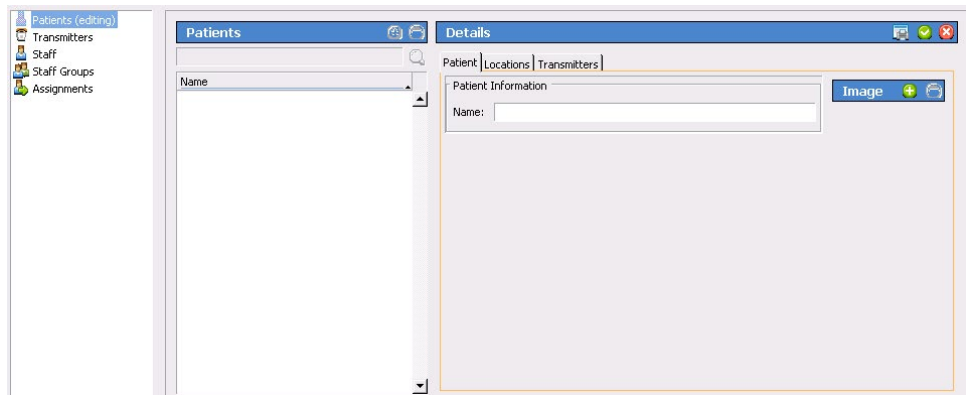 Patients (editing)
Transmitters
Staff
Staff Groups
Assignments
Patients
Name
Details
Patient Locations Transmitters
Patient Information
Name:
Image